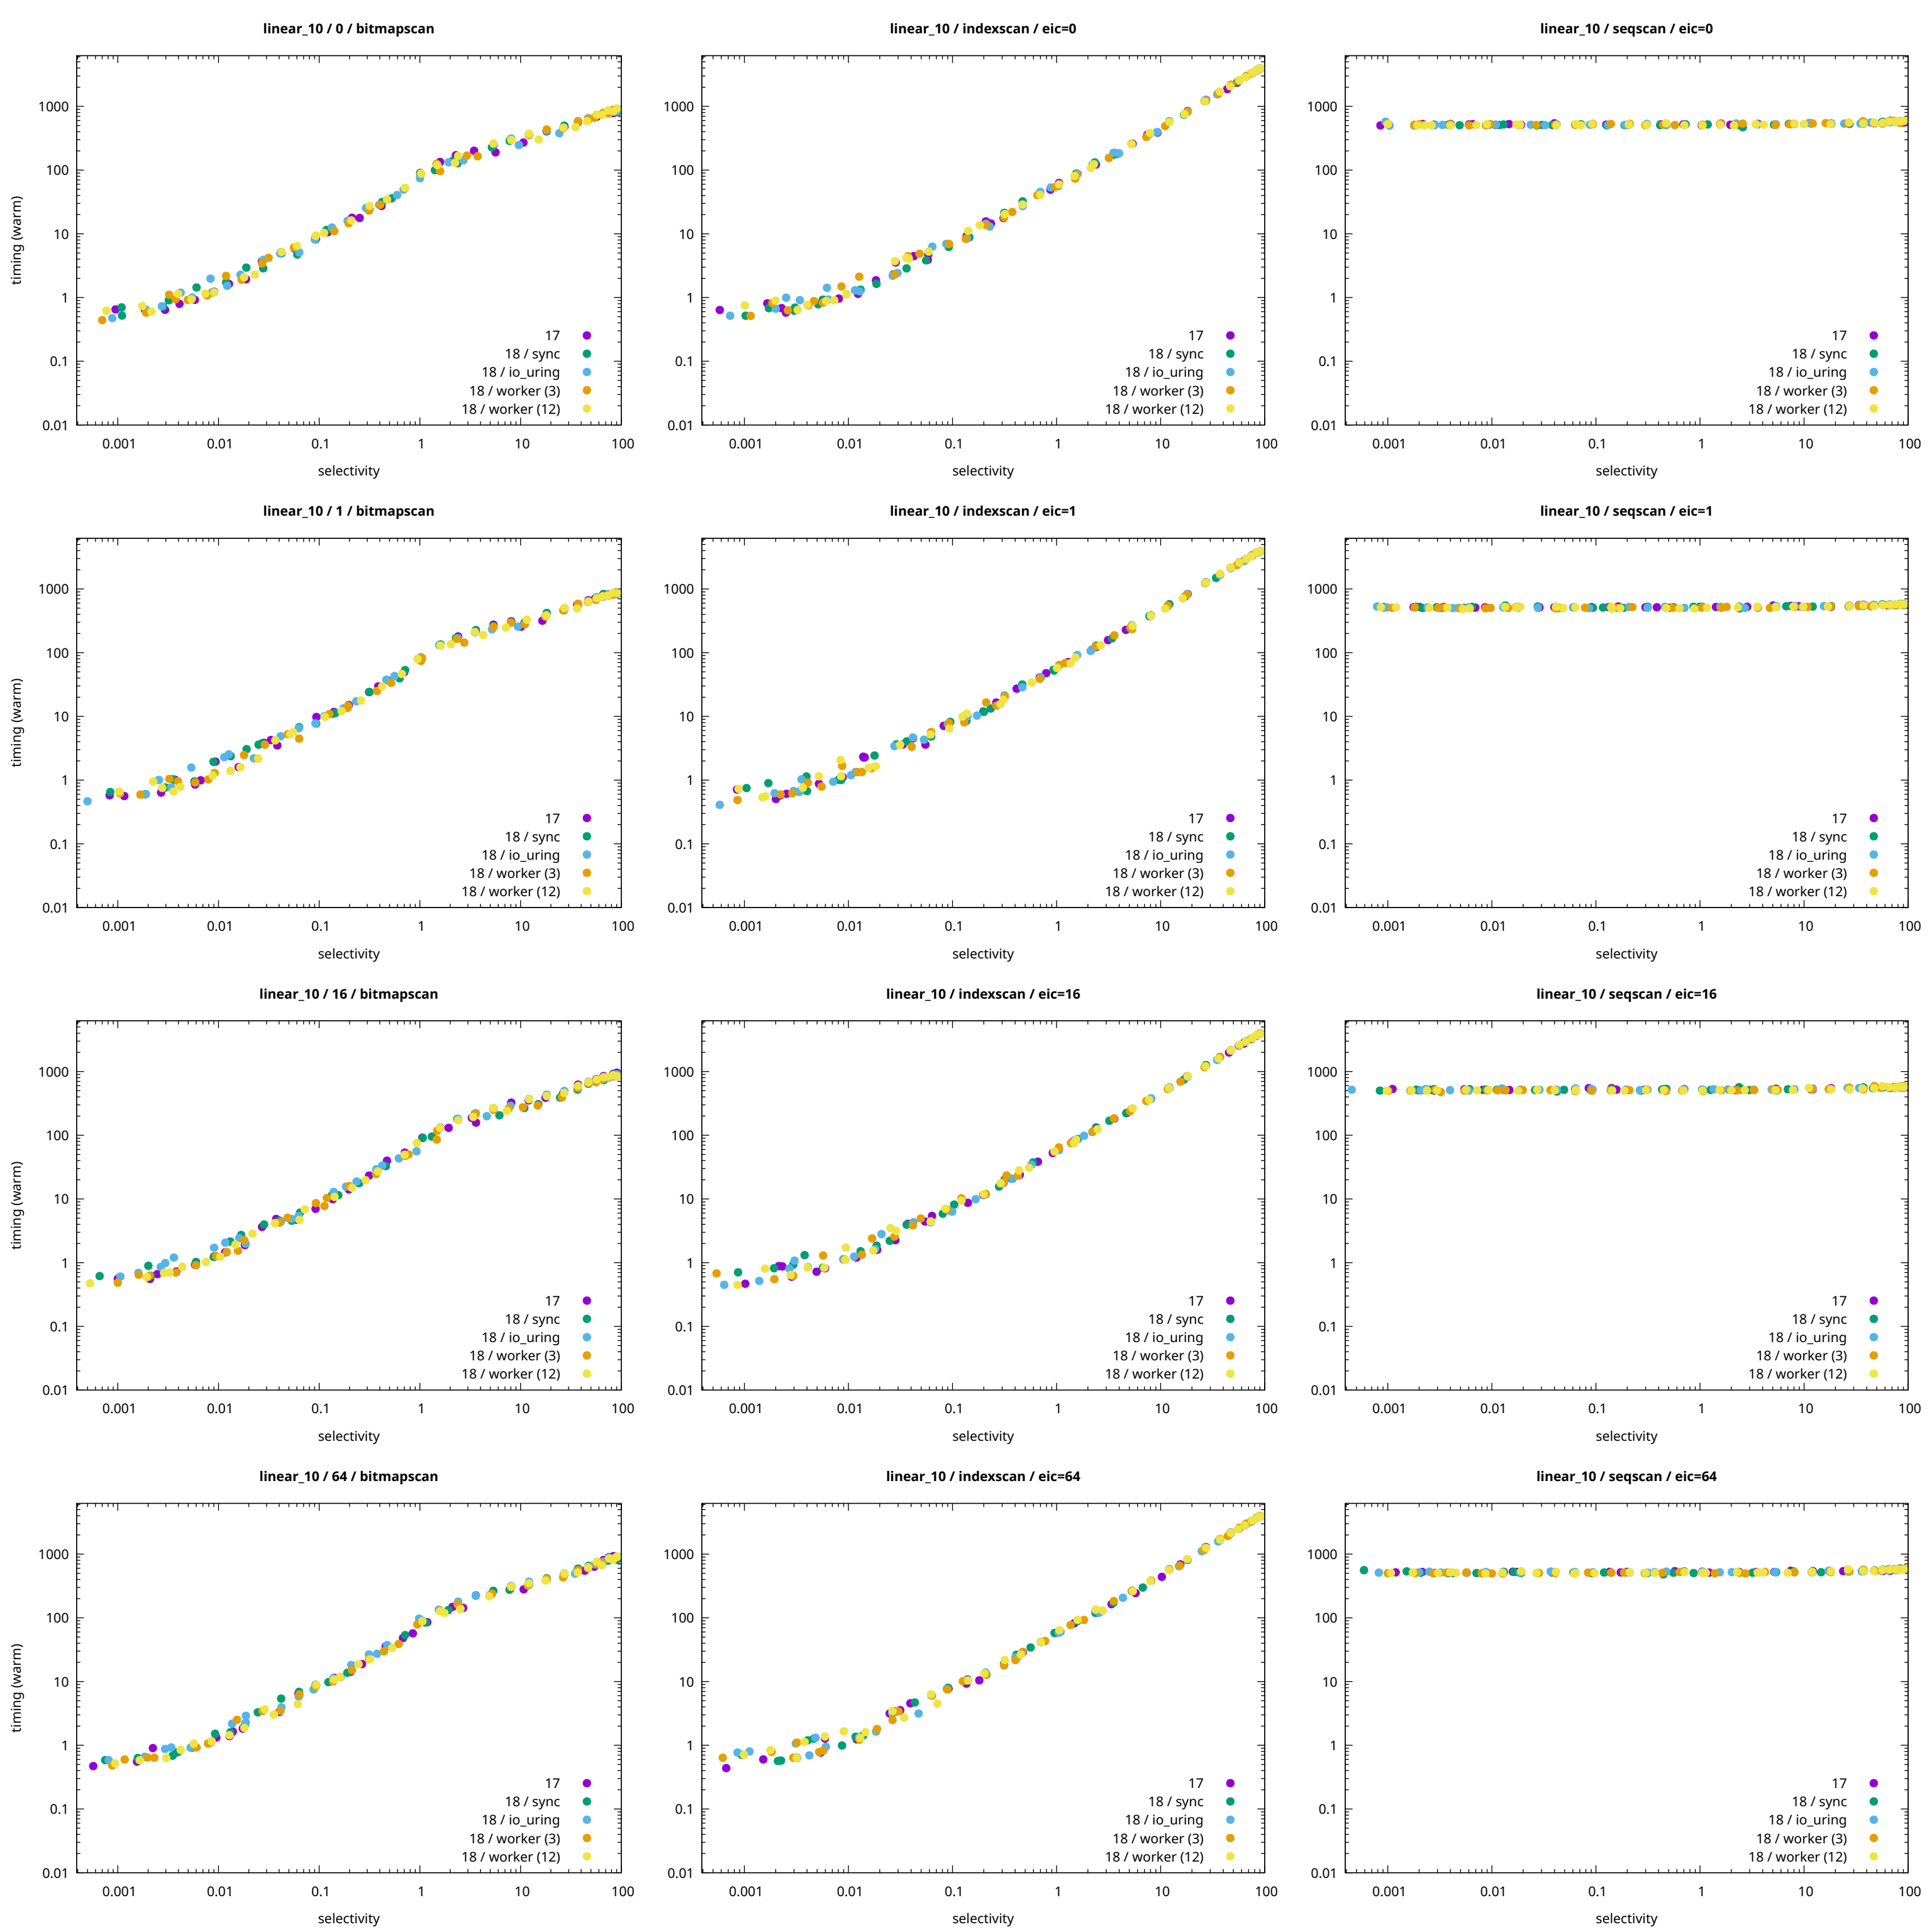 linear_10 / 0 / bitmapscan
timing (warm)
1000
100
10
1
0.1
0.01
17
18 / sync
18 / io_uring
18 / worker (3)
18 / worker (12)
0.001 0.01 0.1 1 10 100
selectivity
linear_10 / indexscan / eic=0
1000
100
10
1
0.1
0.01
17
18 / sync
18 / io_uring
18 / worker (3)
18 / worker (12)
0.001 0.01 0.1 1 10 100
selectivity
linear_10 / seqscan / eic=0
1000
100
10
1
0.1
0.01
17
18 / sync
18 / io_uring
18 / worker (3)
18 / worker (12)
0.001 0.01 0.1 1 10 100
selectivity
linear_10 / 1 / bitmapscan
timing (warm)
1000
100
10
1
0.1
0.01
17
18 / sync
18 / io_uring
18 / worker (3)
18 / worker (12)
0.001 0.01 0.1 1 10 100
selectivity
linear_10 / indexscan / eic=1
1000
100
10
1
0.1
0.01
17
18 / sync
18 / io_uring
18 / worker (3)
18 / worker (12)
0.001 0.01 0.1 1 10 100
selectivity
linear_10 / seqscan / eic=1
1000
100
10
1
0.1
0.01
17
18 / sync
18 / io_uring
18 / worker (3)
18 / worker (12)
0.001 0.01 0.1 1 10 100
selectivity
linear_10 / 16 / bitmapscan
timing (warm)
1000
100
10
1
0.1
0.01
17
18 / sync
18 / io_uring
18 / worker (3)
18 / worker (12)
0.001 0.01 0.1 1 10 100
selectivity
linear_10 / indexscan / eic=16
1000
100
10
1
0.1
0.01
17
18 / sync
18 / io_uring
18 / worker (3)
18 / worker (12)
0.001 0.01 0.1 1 10 100
selectivity
linear_10 / seqscan / eic=16
1000
100
10
1
0.1
0.01
17
18 / sync
18 / io_uring
18 / worker (3)
18 / worker (12)
0.001 0.01 0.1 1 10 100
selectivity
linear_10 / 64 / bitmapscan
timing (warm)
1000
100
10
1
0.1
0.01
17
18 / sync
18 / io_uring
18 / worker (3)
18 / worker (12)
0.001 0.01 0.1 1 10 100
selectivity
linear_10 / indexscan / eic=64
1000
100
10
1
0.1
0.01
17
18 / sync
18 / io_uring
18 / worker (3)
18 / worker (12)
0.001 0.01 0.1 1 10 100
selectivity
linear_10 / seqscan / eic=64
1000
100
10
1
0.1
0.01
17
18 / sync
18 / io_uring
18 / worker (3)
18 / worker (12)
0.001 0.01 0.1 1 10 100
selectivity